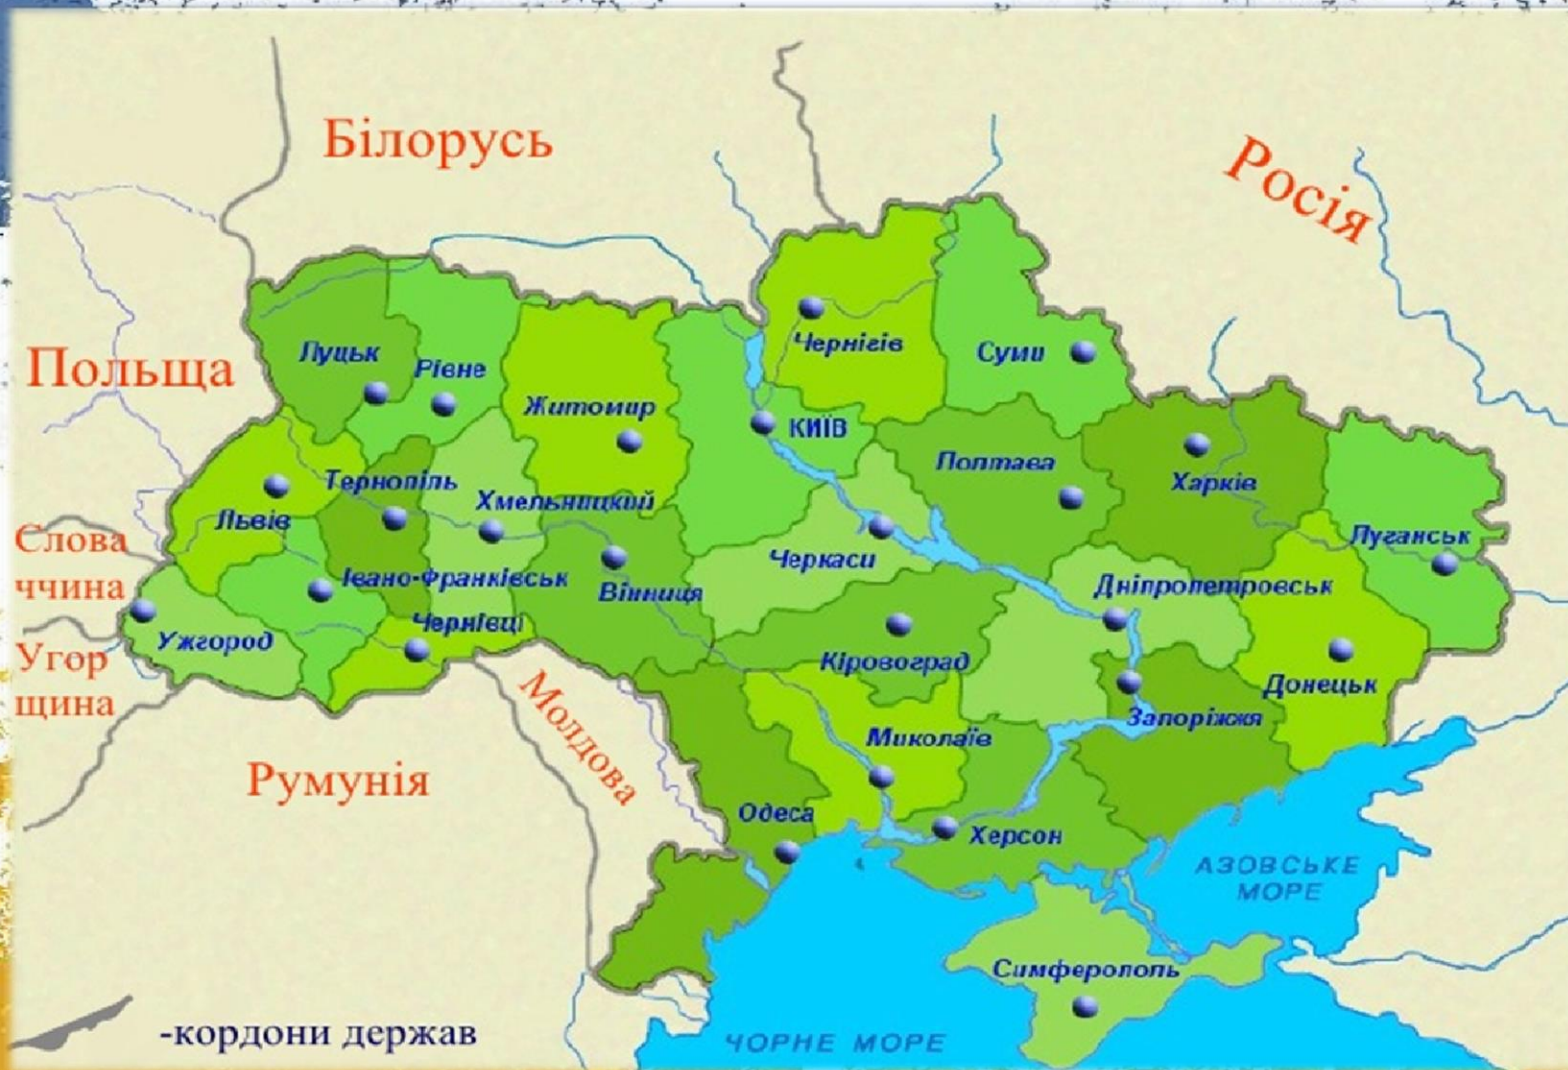 Білорусь
Росія
Польща
Слова
ччина
Угор
щина
Румунія
Молдова
Луцьк
Рівне
Житомир
Чернігів
Суми
КИЇВ
Полтава
Харків
Луганськ
Львів
Тернопіль
Хмельницкий
Івано-Франківськ
Вінниця
Черкаси
Дніпропетровськ
Ужгород
Чернівці
Кіровоград
Донецьк
Запоріжжя
Миколаїв
Одеса
Херсон
АЗОВСЬКЕ
МОРЕ
Симферополь
ЧОРНЕ МОРЕ
-кордони держав